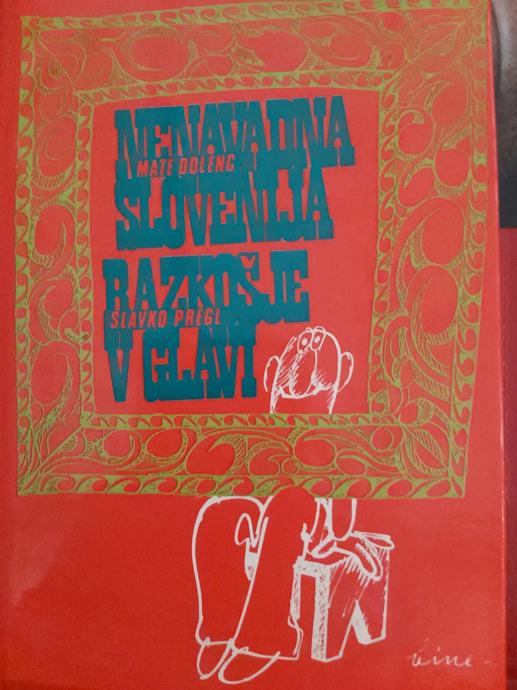 NENAVADNA
MATE DOLENC
SLOVENIJA
RAZKOŠJE
SLAVKO PREGL
V GLAVI